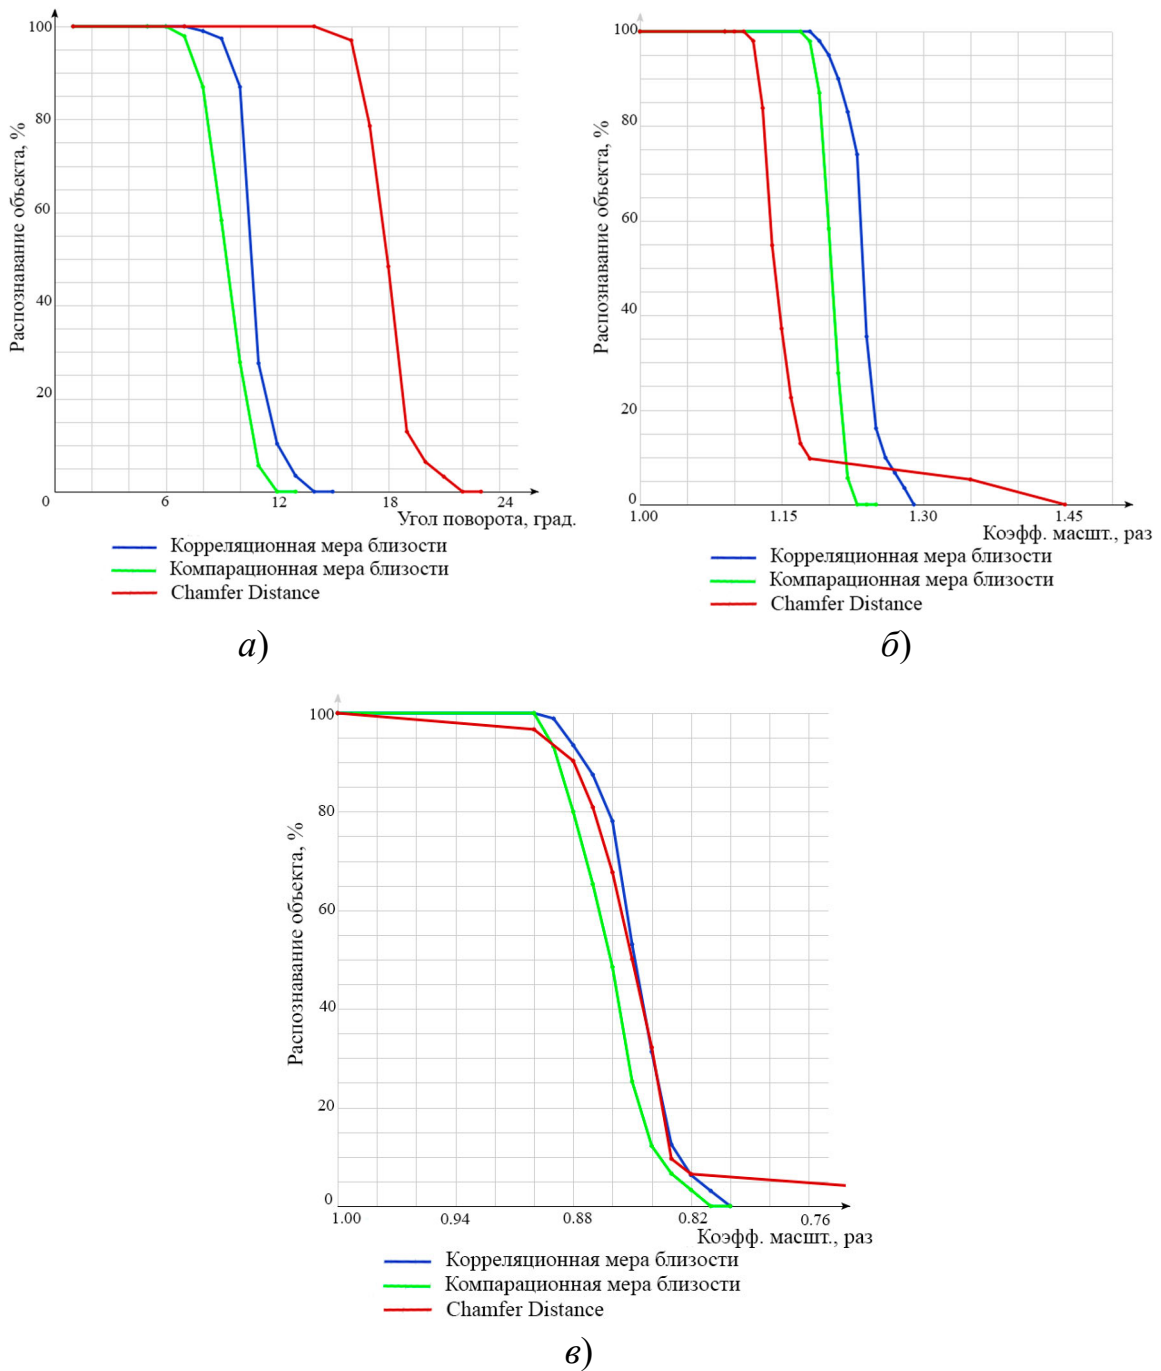 100
80
60
40
20
0
6
12
18
24
Распознавание объекта, %
Угол поворота, град.
Корреляционная мера близости
Компарационная мера близости
Chamfer Distance
а)
100
80
60
40
20
0
1.00
1.15
1.30
1.45
Распознавание объекта, %
Коэфф. масшт., раз
Корреляционная мера близости
Компарационная мера близости
Chamfer Distance
б)
100
80
60
40
20
0
1.00
0.94
0.88
0.82
0.76
Распознавание объекта, %
Коэфф. масшт., раз
Корреляционная мера близости
Компарационная мера близости
Chamfer Distance
в)